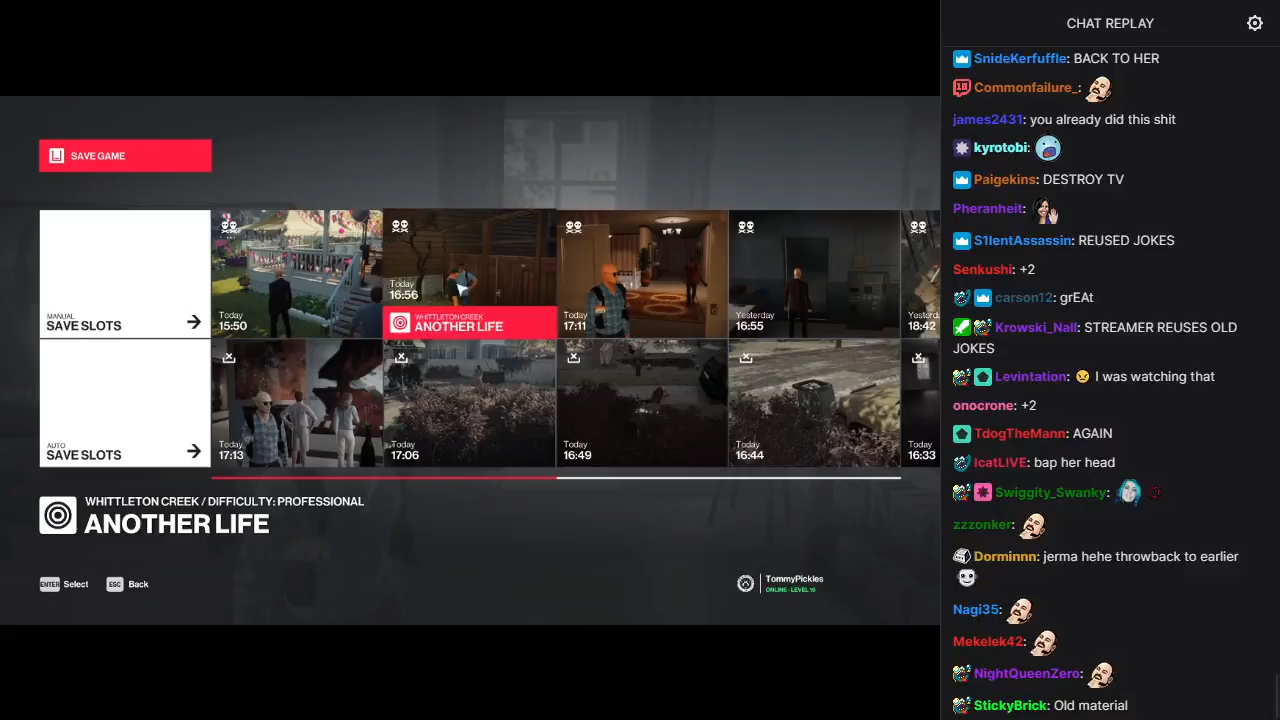 SAVE GAME
MANUAL
SAVE SLOTS
Today
15:50
Today
16:56
WHITTLETON CREEK
ANOTHER LIFE
Today
17:11
Yesterday
16:55
Yesterd
18:42
AUTO
SAVE SLOTS
Today
17:13
Today
17:06
Today
16:49
Today
16:44
Today
16:33
WHITTLETON CREEK / DIFFICULTY: PROFESSIONAL
ANOTHER LIFE
ENTER Select
ESC Back
TommyPickles
ONLINE - LEVEL 19
CHAT REPLAY
SnideKerfuffle: BACK TO HER
Commonfailure_:
james2431: you already did this shit
kyrotobi:
Paigekins: DESTROY TV
Pheranheit:
S1lentAssassin: REUSED JOKES
Senkushi: +2
carson12: grEAt
Krowski_Nall: STREAMER REUSES OLD
JOKES
Levintation: I was watching that
onocrone: +2
TdogTheMann: AGAIN
IcatLIVE: bap her head
Swiggity_Swanky:
zzzonker:
Dorminnn: jerma hehe throwback to earlier
Nagi35:
Mekelek42:
NightQueenZero:
StickyBrick: Old material